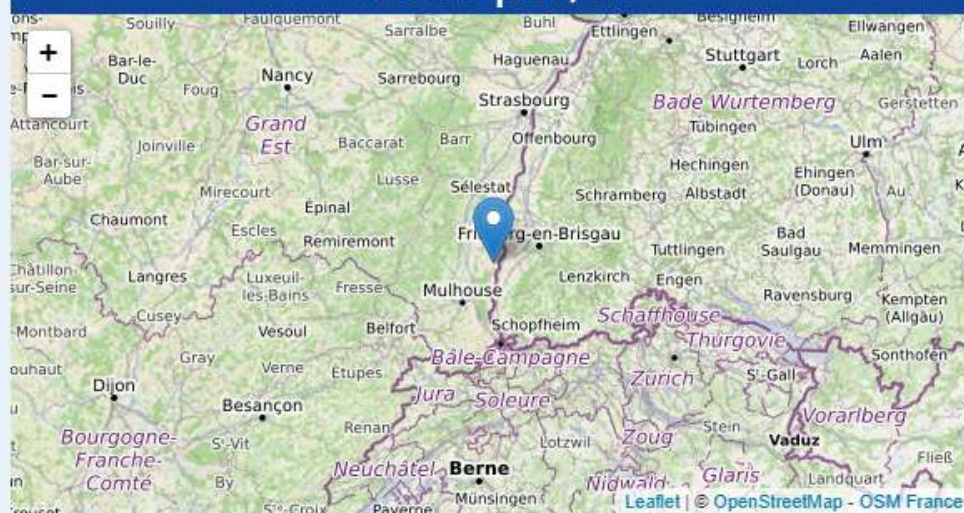 Souilly
Faulquemont
Sarralbe
Buhl
Ettlingen
Besigheim
Ellwangen
+
Bar-le-
Duc
Foug
Nancy
Sarrebourg
Haguenau
Stuttgart
Lorch
Aalen
−
Attancourt
Joinville
Grand
Est
Baccarat
Barr
Strasbourg
Offenbourg
Bade Wurtemberg
Tübingen
Gerstetten
Ulm
Bar-sur-
Aube
Mirecourt
Lusse
Sélestat
Hechingen
Schramberg
Albstadt
Ehingen
(Donau)
Au
Chaumont
Épinal
Escles
Remiremont
Tuttlingen
Bad
Saulgau
Memmingen
Châtillon
sur-Seine
Langres
Luxeuil-
les-Bains
Fresse
Mulhouse
Lenzkirch
Engen
Ravensburg
Kempten
(Allgäu)
Cusey
Montbard
Vesoul
Belfort
Schopfheim
Schaffhouse
Thurgovie
Sonthofen
Gray
Verne
Étupes
Bâle-Campagne
Zurich
St-Gall
Dijon
Besançon
Jura
Soleure
Vorarlberg
Bourgogne-
Franche-
Comté
St-Vit
Renan
Lotzwil
Zoug
Stein
Vaduz
Fließ
By
Neuchâtel
Berne
Nidwald
Glaris
Landquart
Ste-Croix
Payerne
Münsingen
Leaflet | © OpenStreetMap - OSM France